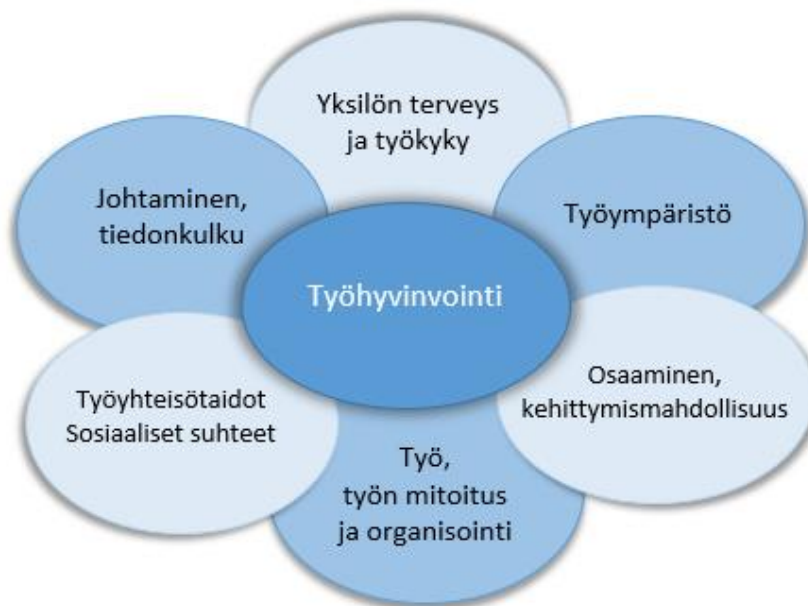 Yksilön terveys
ja työkyky
Johtaminen,
tiedonkulku
Työympäristö
Työhyvinvointi
Osaaminen,
kehittymismahdollisuus
Työyhteisötaidot
Sosiaaliset suhteet
Työ,
työn mitoitus
ja organisointi